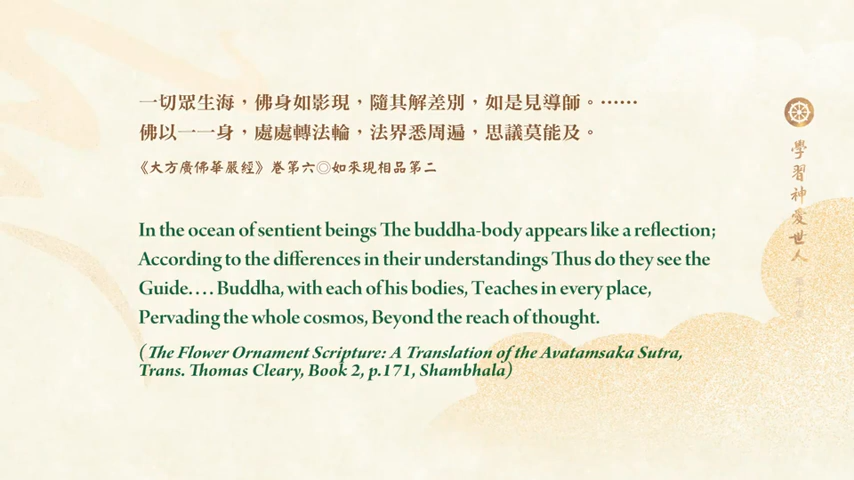 一切眾生海，佛身如影現，隨其解差別，如是見導師。⋯⋯
佛以一一身，處處轉法輪，法界悉周遍，思議莫能及。
《大方廣佛華嚴經》卷第六◎如來現相品第二
In the ocean of sentient beings The buddha-body appears like a reflection;
According to the differences in their understandings Thus do they see the
Guide.... Buddha, with each of his bodies, Teaches in every place,
Pervading the whole cosmos, Beyond the reach of thought.
( The Flower Ornament Scripture: A Translation of the Avatamsaka Sutra,
Trans. Thomas Cleary, Book 2, p.171, Shambhala)
學習神愛世人